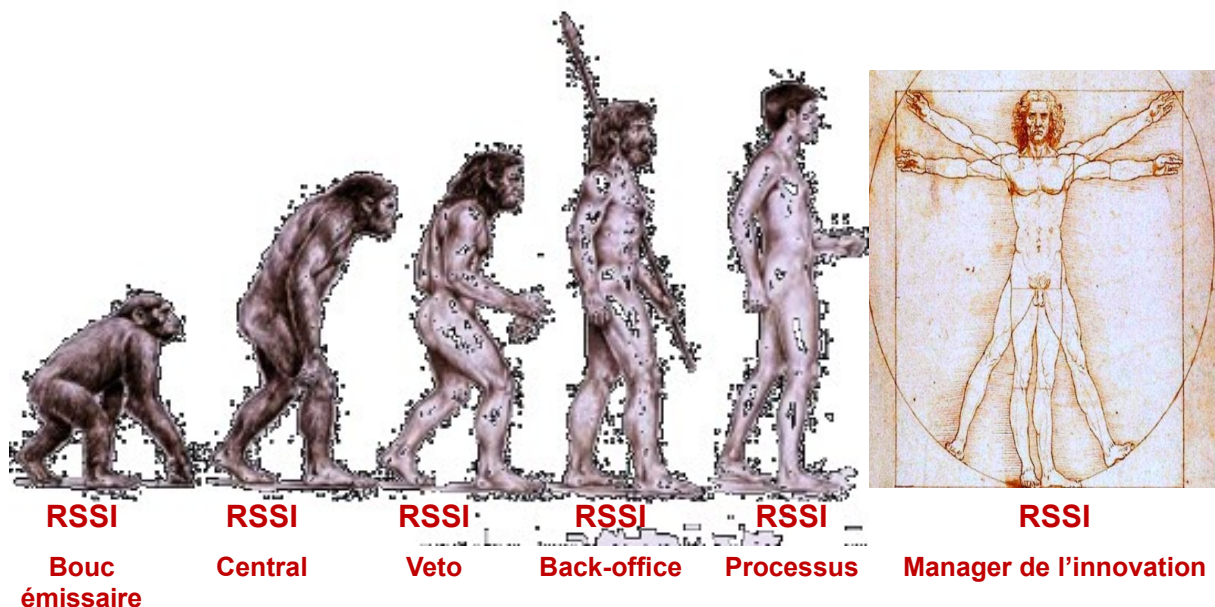 RSSI RSSI RSSI RSSI RSSI RSSI
Bouc Central Veto Back-office Processus Manager de l’innovation
émissaire